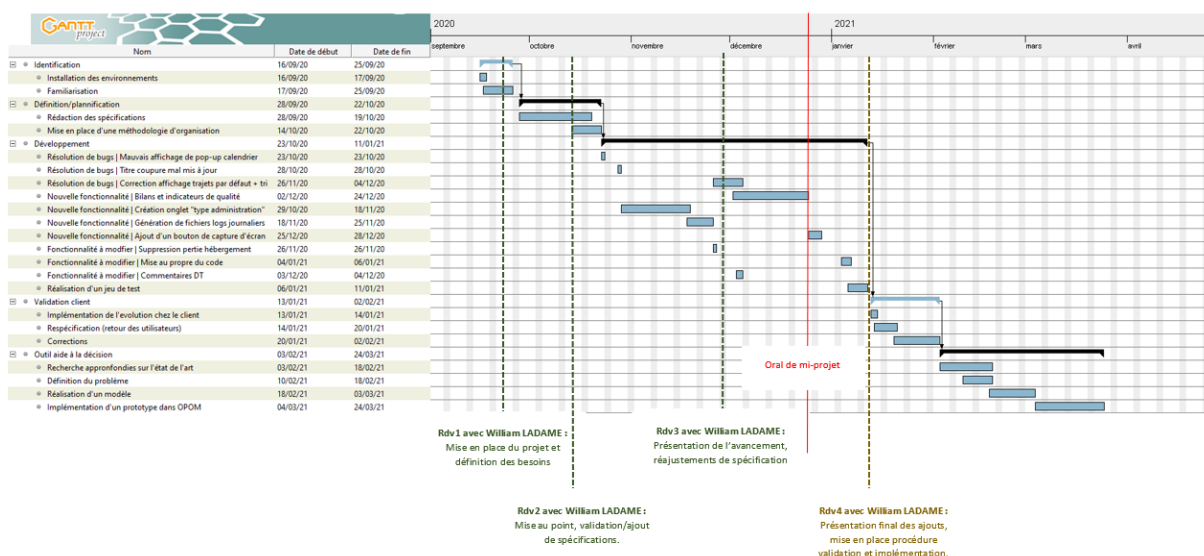 GANTT
project
2020
2021
septembre
octobre
novembre
décembre
janvier
février
mars
avril
Nom Date de début Date de fin
Identification 16/09/20 25/09/20
Installation des environnements 16/09/20 17/09/20
Familiarisation 17/09/20 25/09/20
Définition/plannification 28/09/20 22/10/20
Rédaction des spécifications 28/09/20 19/10/20
Mise en place d'une méthodologie d'organisation 14/10/20 22/10/20
Développement 23/10/20 11/01/21
Résolution de bugs | Mauvais affichage de pop-up calendrier 23/10/20 23/10/20
Résolution de bugs | Titre coupure mal mis à jour 28/10/20 28/10/20
Résolution de bugs | Correction affichage trajets par défaut + tri 26/11/20 04/12/20
Nouvelle fonctionnalité | Bilans et indicateurs de qualité 02/12/20 24/12/20
Nouvelle fonctionnalité | Création onglet "type administration" 29/10/20 18/11/20
Nouvelle fonctionnalité | Génération de fichiers logs journaliers 18/11/20 25/11/20
Nouvelle fonctionnalité | Ajout d'un bouton de capture d'écran 25/12/20 28/12/20
Fonctionnalité à modfier | Suppression pertie hébergement 26/11/20 26/11/20
Fonctionnalité à modifier | Mise au propre du code 04/01/21 06/01/21
Fonctionnalité à modifier | Commentaires DT 03/12/20 04/12/20
Réalisation d'un jeu de test 06/01/21 11/01/21
Validation client 13/01/21 02/02/21
Implémentation de l'evolution chez le client 13/01/21 14/01/21
Respécification (retour des utilisateurs) 14/01/21 20/01/21
Corrections 20/01/21 02/02/21
Outil aide à la décision 03/02/21 24/03/21
Recherche appronfondies sur l'état de l'art 03/02/21 18/02/21
Définition du problème 10/02/21 18/02/21
Réalisation d'un modèle 18/02/21 03/03/21
Implémentation d'un prototype dans OPOM 04/03/21 24/03/21
Oral de mi-projet
Rdv1 avec William LADAME :
Mise en place du projet et
définition des besoins
Rdv3 avec William LADAME :
Présentation de l'avancement,
réajustements de spécification
Rdv2 avec William LADAME :
Mise au point, validation/ajout
de spécifications.
Rdv4 avec William LADAME :
Présentation final des ajouts,
mise en place procédure
validation et implémentation.